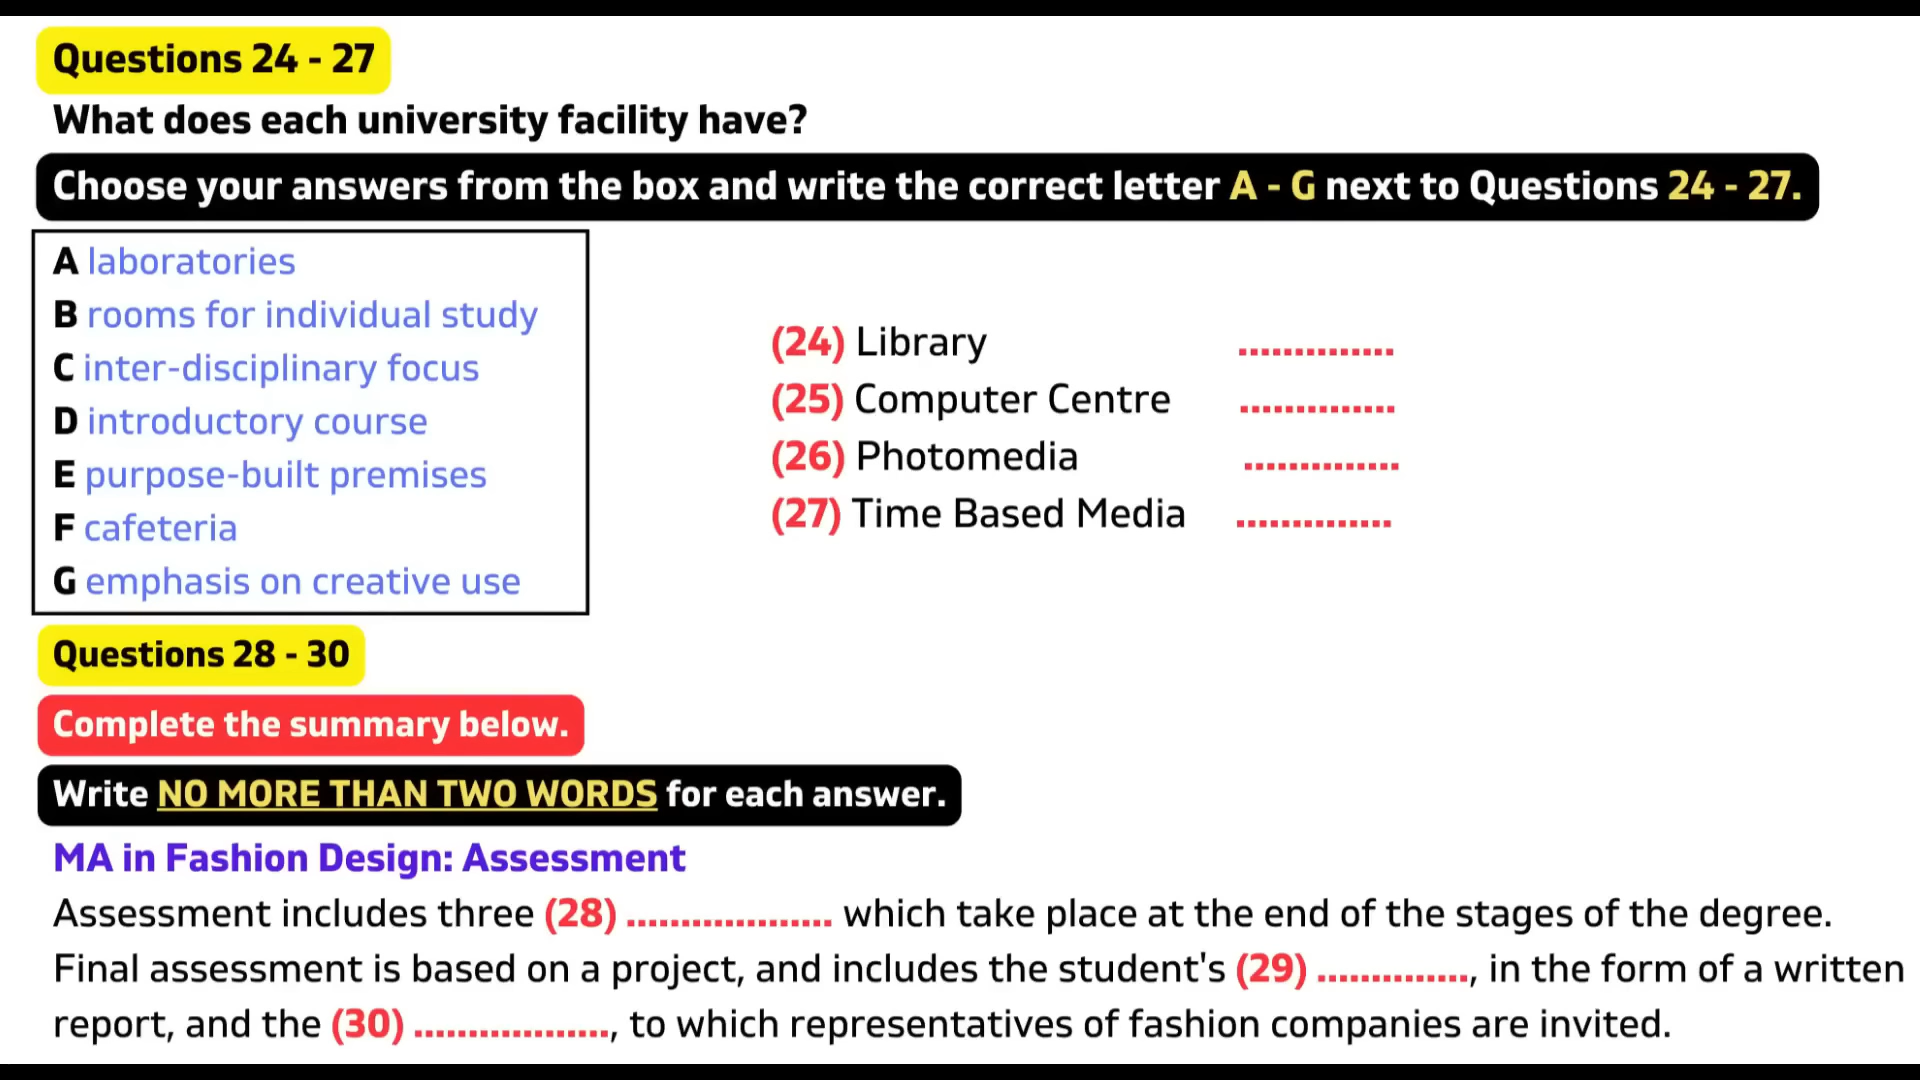 Questions 24 - 27
What does each university facility have?
Choose your answers from the box and write the correct letter A - G next to Questions 24 - 27.
A laboratories
B rooms for individual study
C inter-disciplinary focus
D introductory course
E purpose-built premises
F cafeteria
G emphasis on creative use
(24) Library ..............
(25) Computer Centre ..............
(26) Photomedia ..............
(27) Time Based Media ..............
Questions 28 - 30
Complete the summary below.
Write NO MORE THAN TWO WORDS for each answer.
MA in Fashion Design: Assessment
Assessment includes three (28) ................... which take place at the end of the stages of the degree.
Final assessment is based on a project, and includes the student's (29) .............., in the form of a written
report, and the (30) .................., to which representatives of fashion companies are invited.